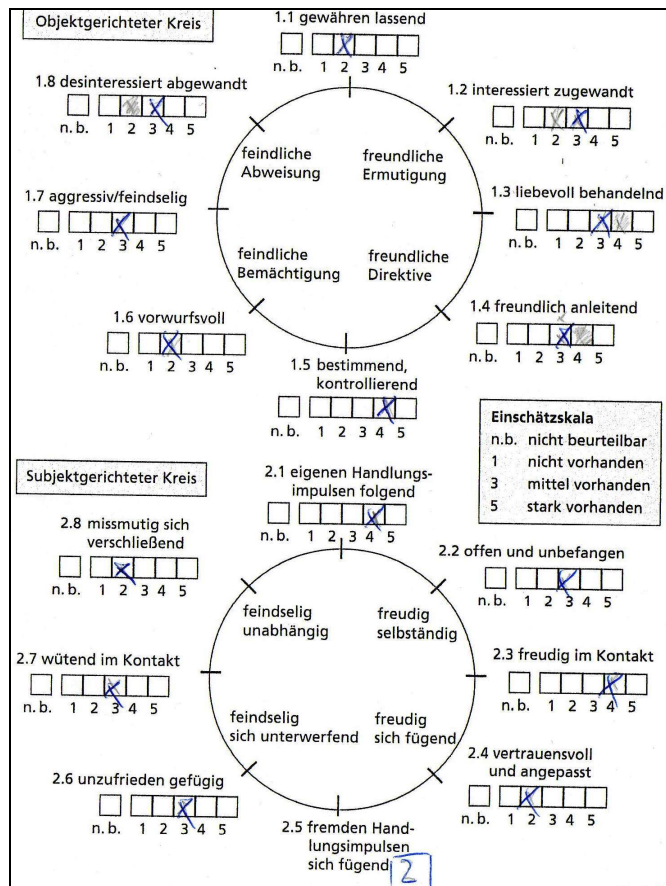 Objektgerichteter Kreis
1.1 gewähren lassend
n. b. 1 2 3 4 5
1.8 desinteressiert abgewandt
n. b. 1 2 3 4 5
1.2 interessiert zugewandt
n. b. 1 2 3 4 5
feindliche
Abweisung
freundliche
Ermutigung
1.7 aggressiv/feindselig
n. b. 1 2 3 4 5
1.3 liebevoll behandelnd
n. b. 1 2 3 4 5
feindliche
Bemächtigung
freundliche
Direktive
1.6 vorwurfsvoll
n. b. 1 2 3 4 5
1.4 freundlich anleitend
n. b. 1 2 3 4 5
1.5 bestimmend,
kontrollierend
n. b. 1 2 3 4 5
Einschätzskala
n.b. nicht beurteilbar
1 nicht vorhanden
3 mittel vorhanden
5 stark vorhanden
Subjektgerichteter Kreis
2.1 eigenen Handlungs-
impulsen folgend
n. b. 1 2 3 4 5
2.8 missmutig sich
verschließend
n. b. 1 2 3 4 5
2.2 offen und unbefangen
n. b. 1 2 3 4 5
feindselig
unabhängig
freudig
selbständig
2.7 wütend im Kontakt
n. b. 1 2 3 4 5
2.3 freudig im Kontakt
n. b. 1 2 3 4 5
feindselig
sich unterwerfend
freudig
sich fügend
2.6 unzufrieden gefügig
n. b. 1 2 3 4 5
2.4 vertrauensvoll
und angepasst
n. b. 1 2 3 4 5
2.5 fremden Hand-
lungsimpulsen
sich fügend 2